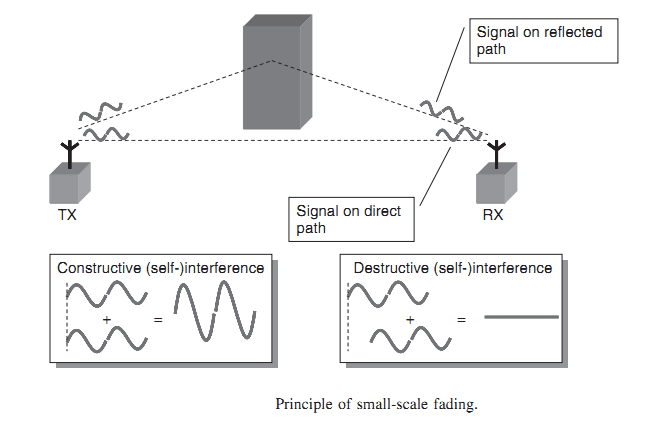 Signal on reflected
path
TX
Signal on direct
path
RX
Constructive (self-)interference
+
=
Destructive (self-)interference
+
=
Principle of small-scale fading.